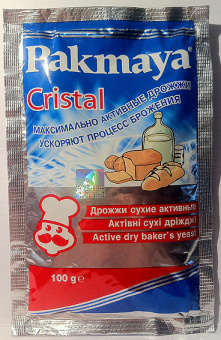 Pakmaya®
Cristal
МАКСИМАЛЬНО АКТИВНЫЕ ДРОЖЖИ
УСКОРЯЮТ ПРОЦЕСС БРОЖЕНИЯ
Дрожжи сухие активные
Активні сухі дріжджі
Active dry baker's yeast
100 g e